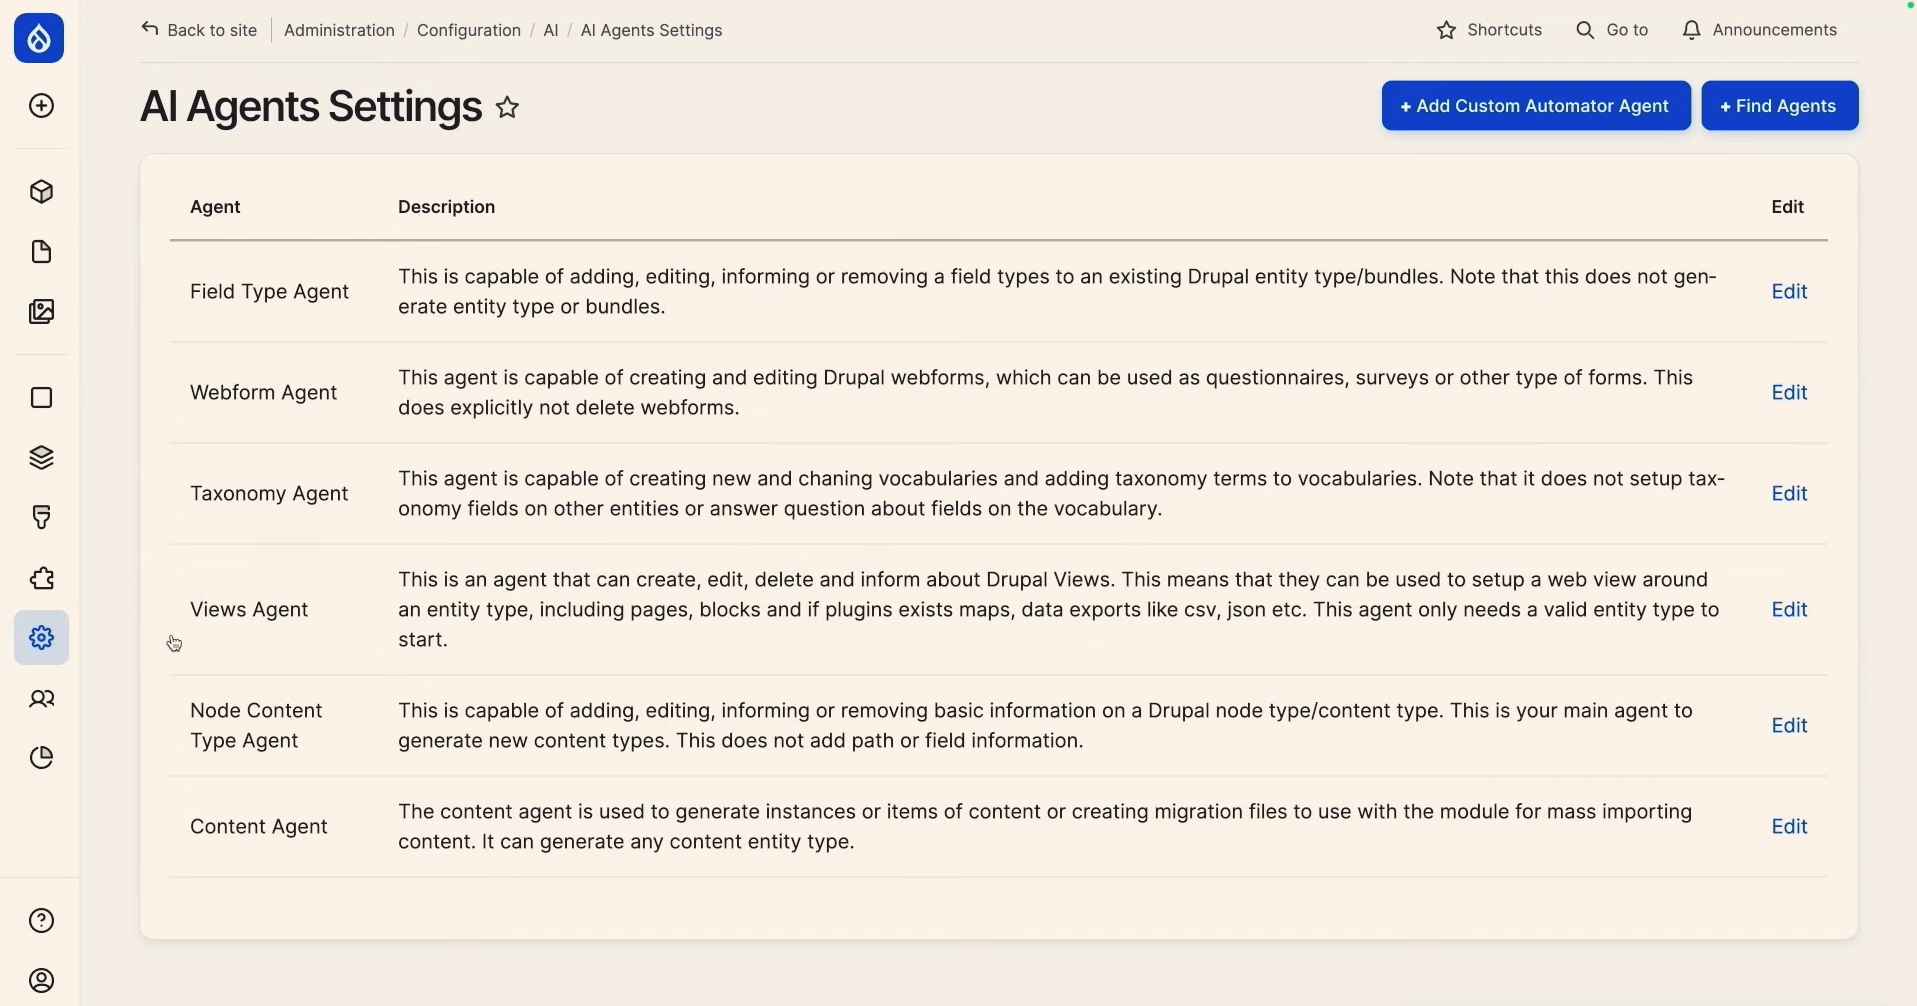 Back to site
Administration / Configuration / AI / AI Agents Settings
Shortcuts
Go to
Announcements
AI Agents Settings
+ Add Custom Automator Agent
+ Find Agents
Agent
Description
Edit
Field Type Agent
This is capable of adding, editing, informing or removing a field types to an existing Drupal entity type/bundles. Note that this does not gen-
erate entity type or bundles.
Edit
Webform Agent
This agent is capable of creating and editing Drupal webforms, which can be used as questionnaires, surveys or other type of forms. This
does explicitly not delete webforms.
Edit
Taxonomy Agent
This agent is capable of creating new and chaning vocabularies and adding taxonomy terms to vocabularies. Note that it does not setup tax-
onomy fields on other entities or answer question about fields on the vocabulary.
Edit
Views Agent
This is an agent that can create, edit, delete and inform about Drupal Views. This means that they can be used to setup a web view around
an entity type, including pages, blocks and if plugins exists maps, data exports like csv, json etc. This agent only needs a valid entity type to
start.
Edit
Node Content
Type Agent
This is capable of adding, editing, informing or removing basic information on a Drupal node type/content type. This is your main agent to
generate new content types. This does not add path or field information.
Edit
Content Agent
The content agent is used to generate instances or items of content or creating migration files to use with the module for mass importing
content. It can generate any content entity type.
Edit